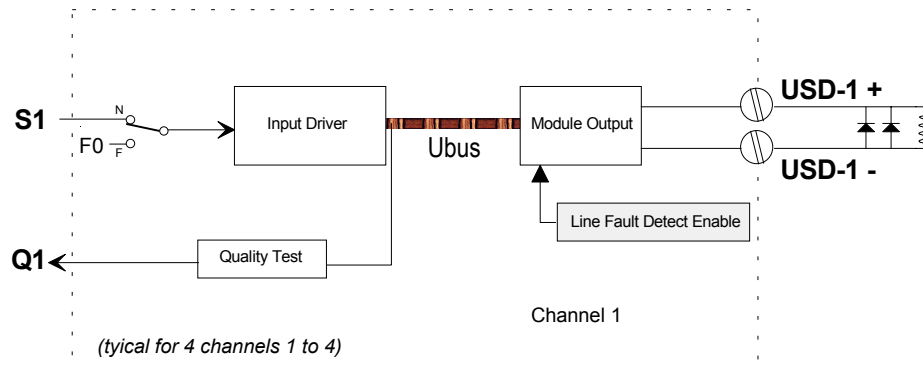 USD-1 +
N
S1
Input Driver
Module Output
F0
F
Ubus
USD-1 -
Line Fault Detect Enable
Quality Test
Q1
Channel 1
(tyical for 4 channels 1 to 4)